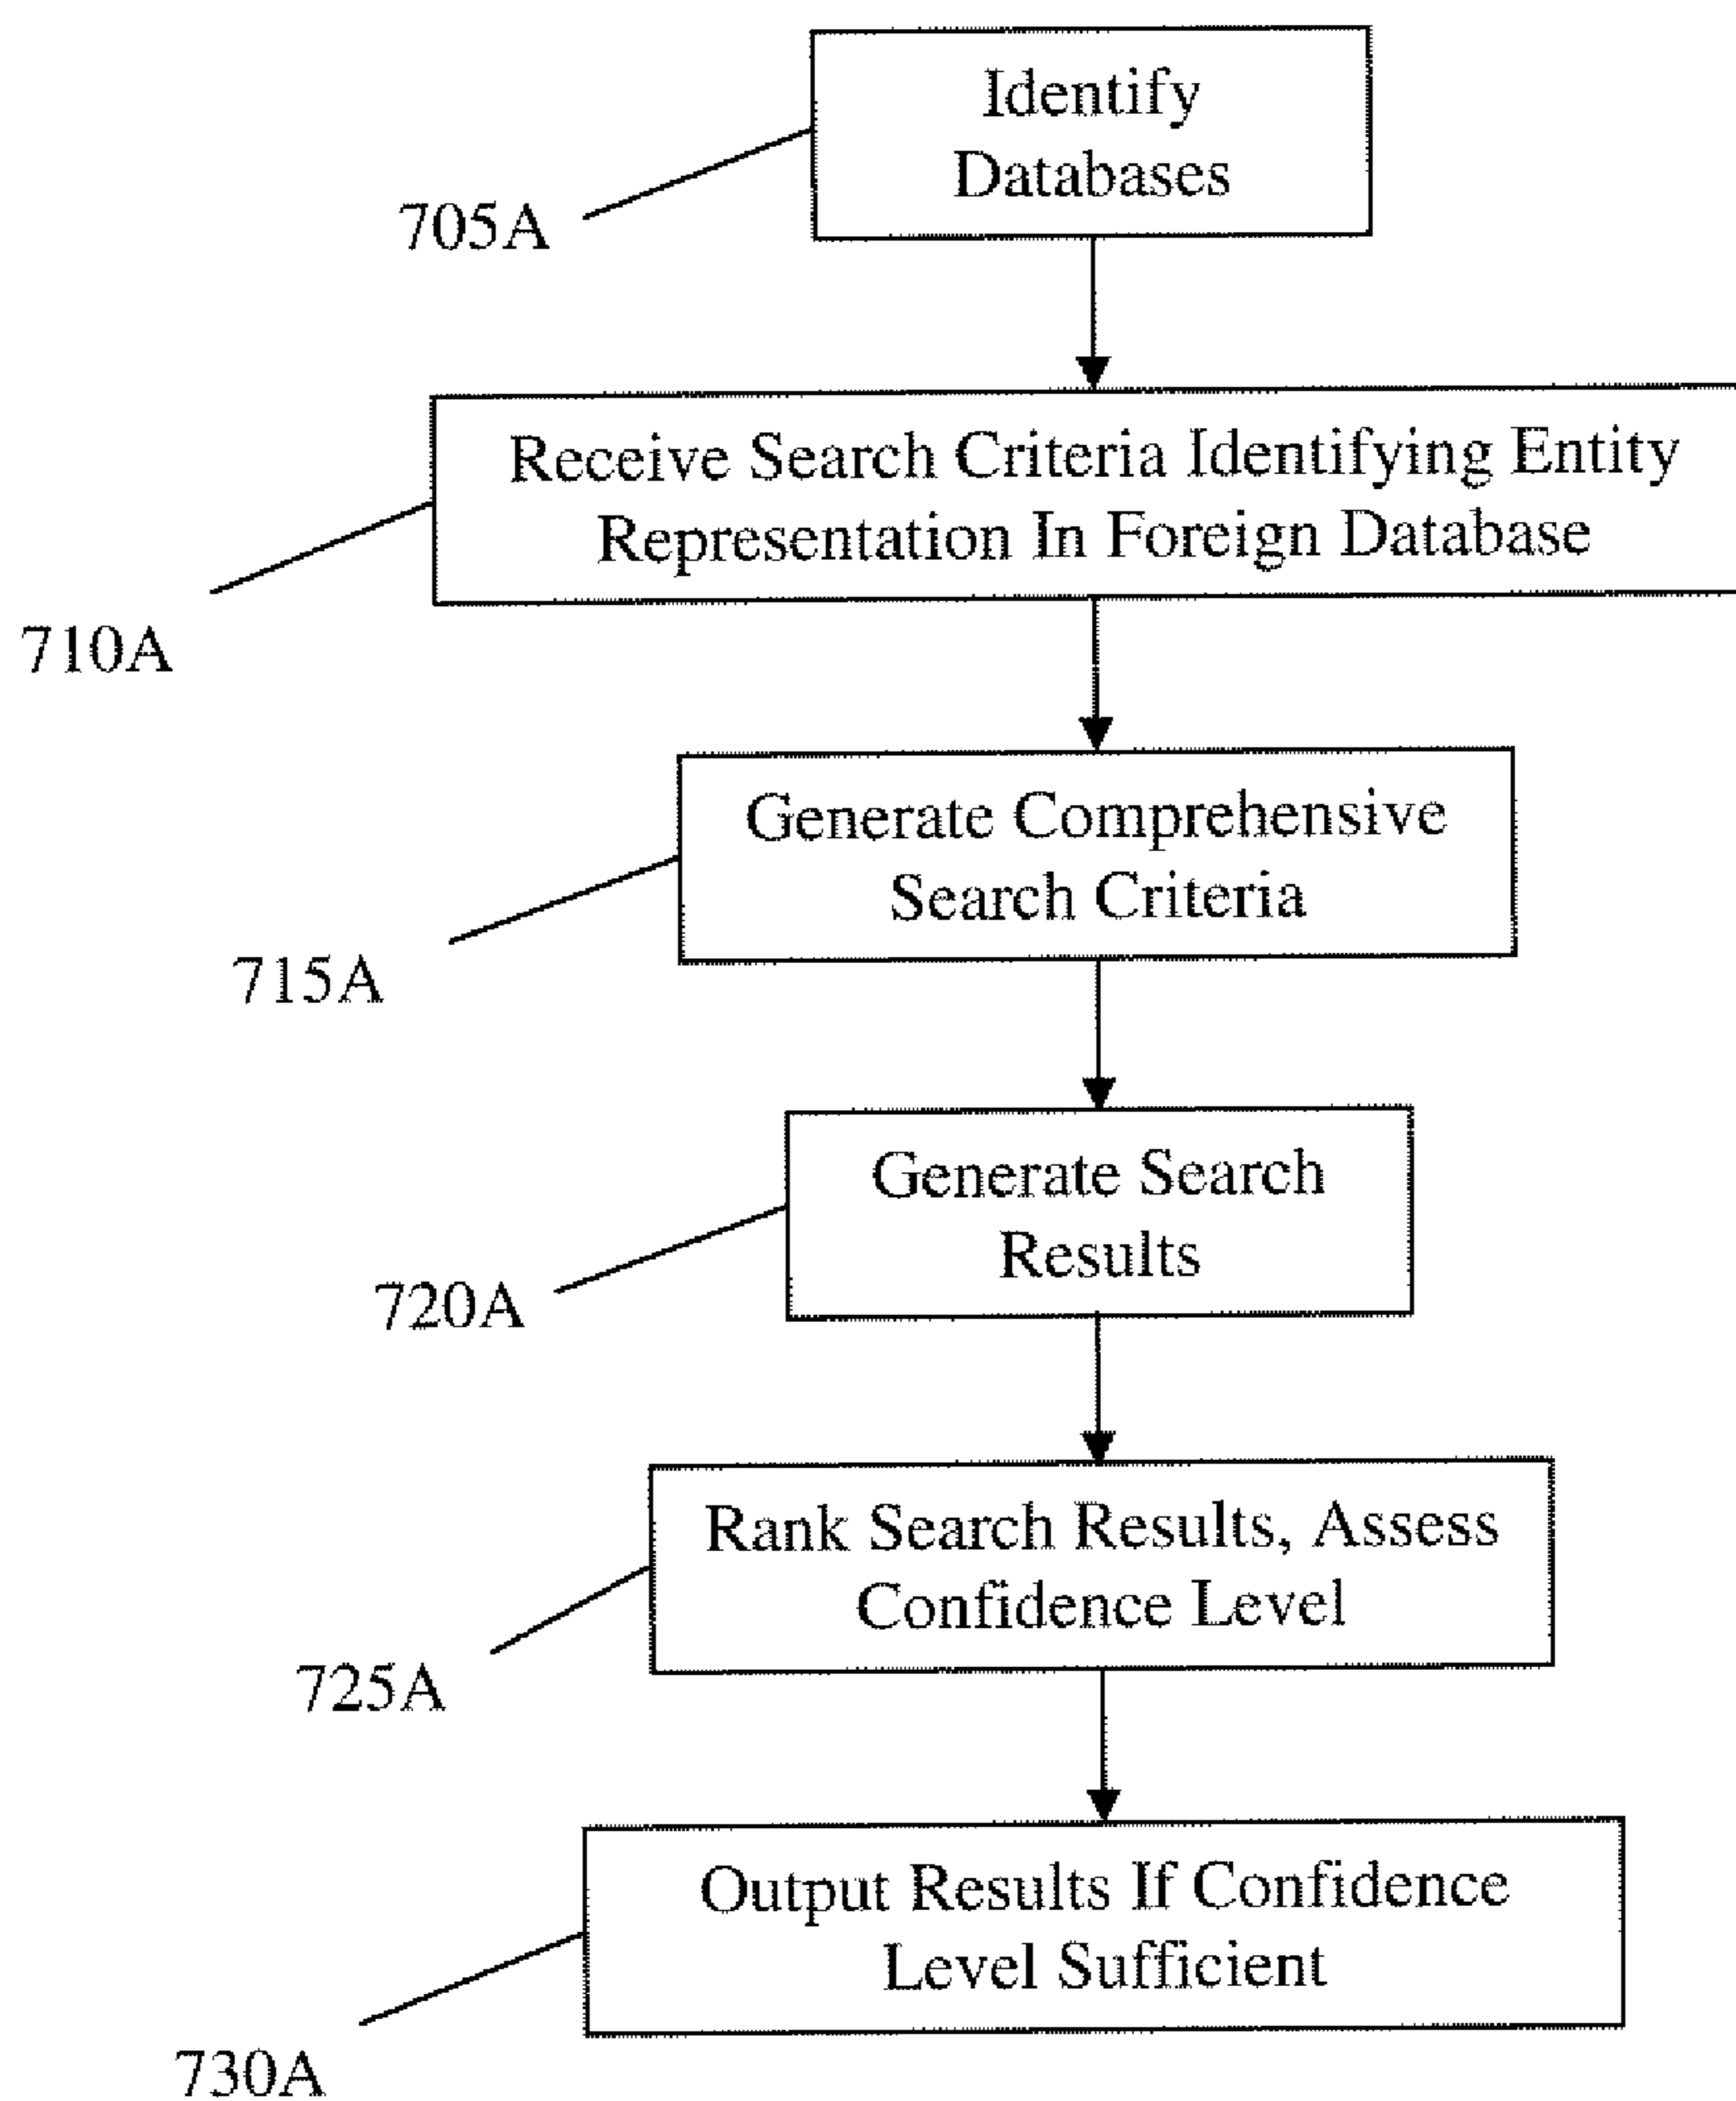 Identify
Databases
705A
Receive Search Criteria Identifying Entity
Representation In Foreign Database
710A
Generate Comprehensive
Search Criteria
715A
Generate Search
Results
720A
Rank Search Results, Assess
Confidence Level
725A
Output Results If Confidence
Level Sufficient
730A